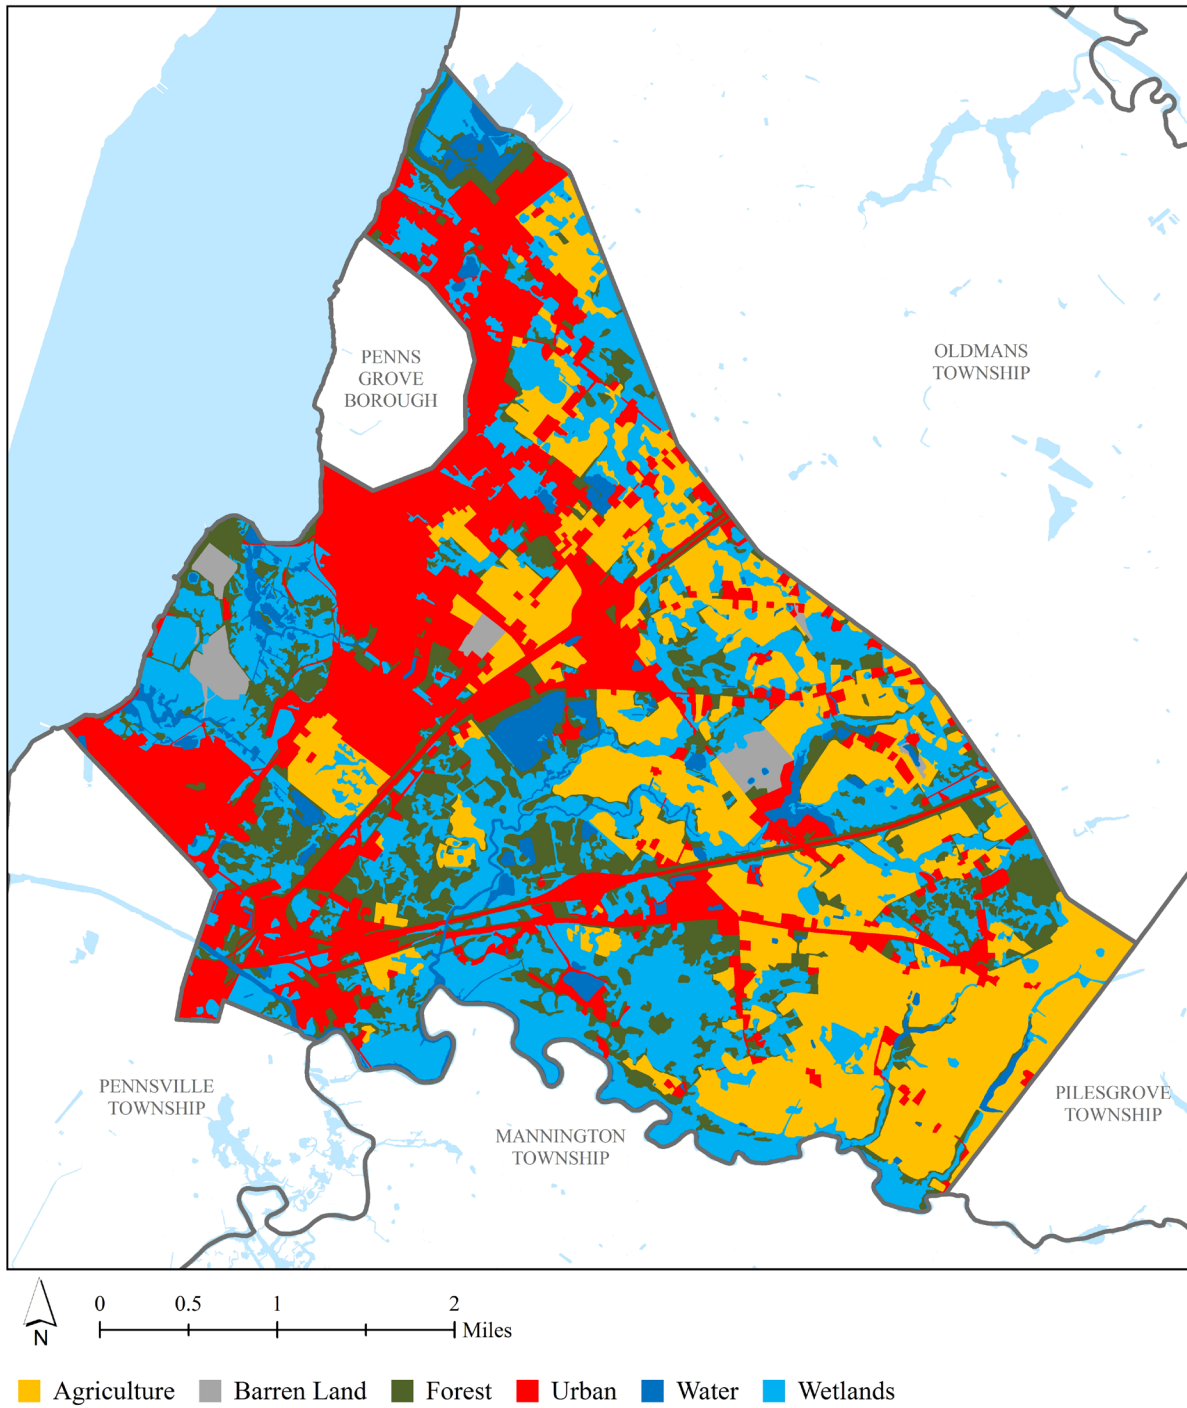 PENNS
GROVE
BOROUGH
OLDMANS
TOWNSHIP
PENNSVILLE
TOWNSHIP
MANNINGTON
TOWNSHIP
PILESGROVE
TOWNSHIP
0 0.5 1 2
Miles
N
Agriculture Barren Land Forest Urban Water Wetlands